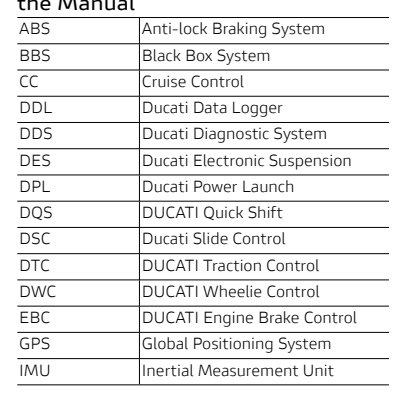 the Manual
ABS Anti-lock Braking System
BBS Black Box System
CC Cruise Control
DDL Ducati Data Logger
DDS Ducati Diagnostic System
DES Ducati Electronic Suspension
DPL Ducati Power Launch
DQS DUCATI Quick Shift
DSC Ducati Slide Control
DTC DUCATI Traction Control
DWC DUCATI Wheelie Control
EBC DUCATI Engine Brake Control
GPS Global Positioning System
IMU Inertial Measurement Unit